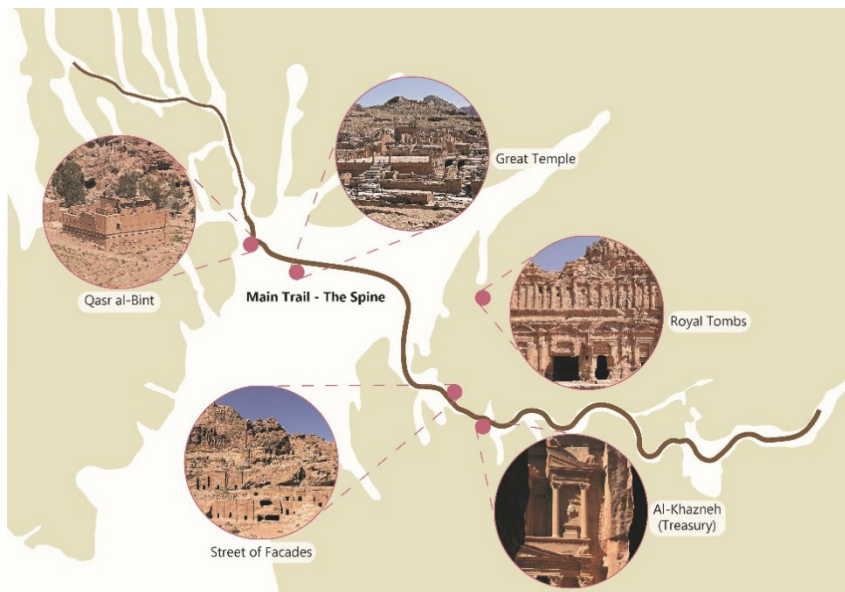 Great Temple
Qasr al-Bint
Main Trail - The Spine
Royal Tombs
Street of Facades
Al-Khazneh
(Treasury)